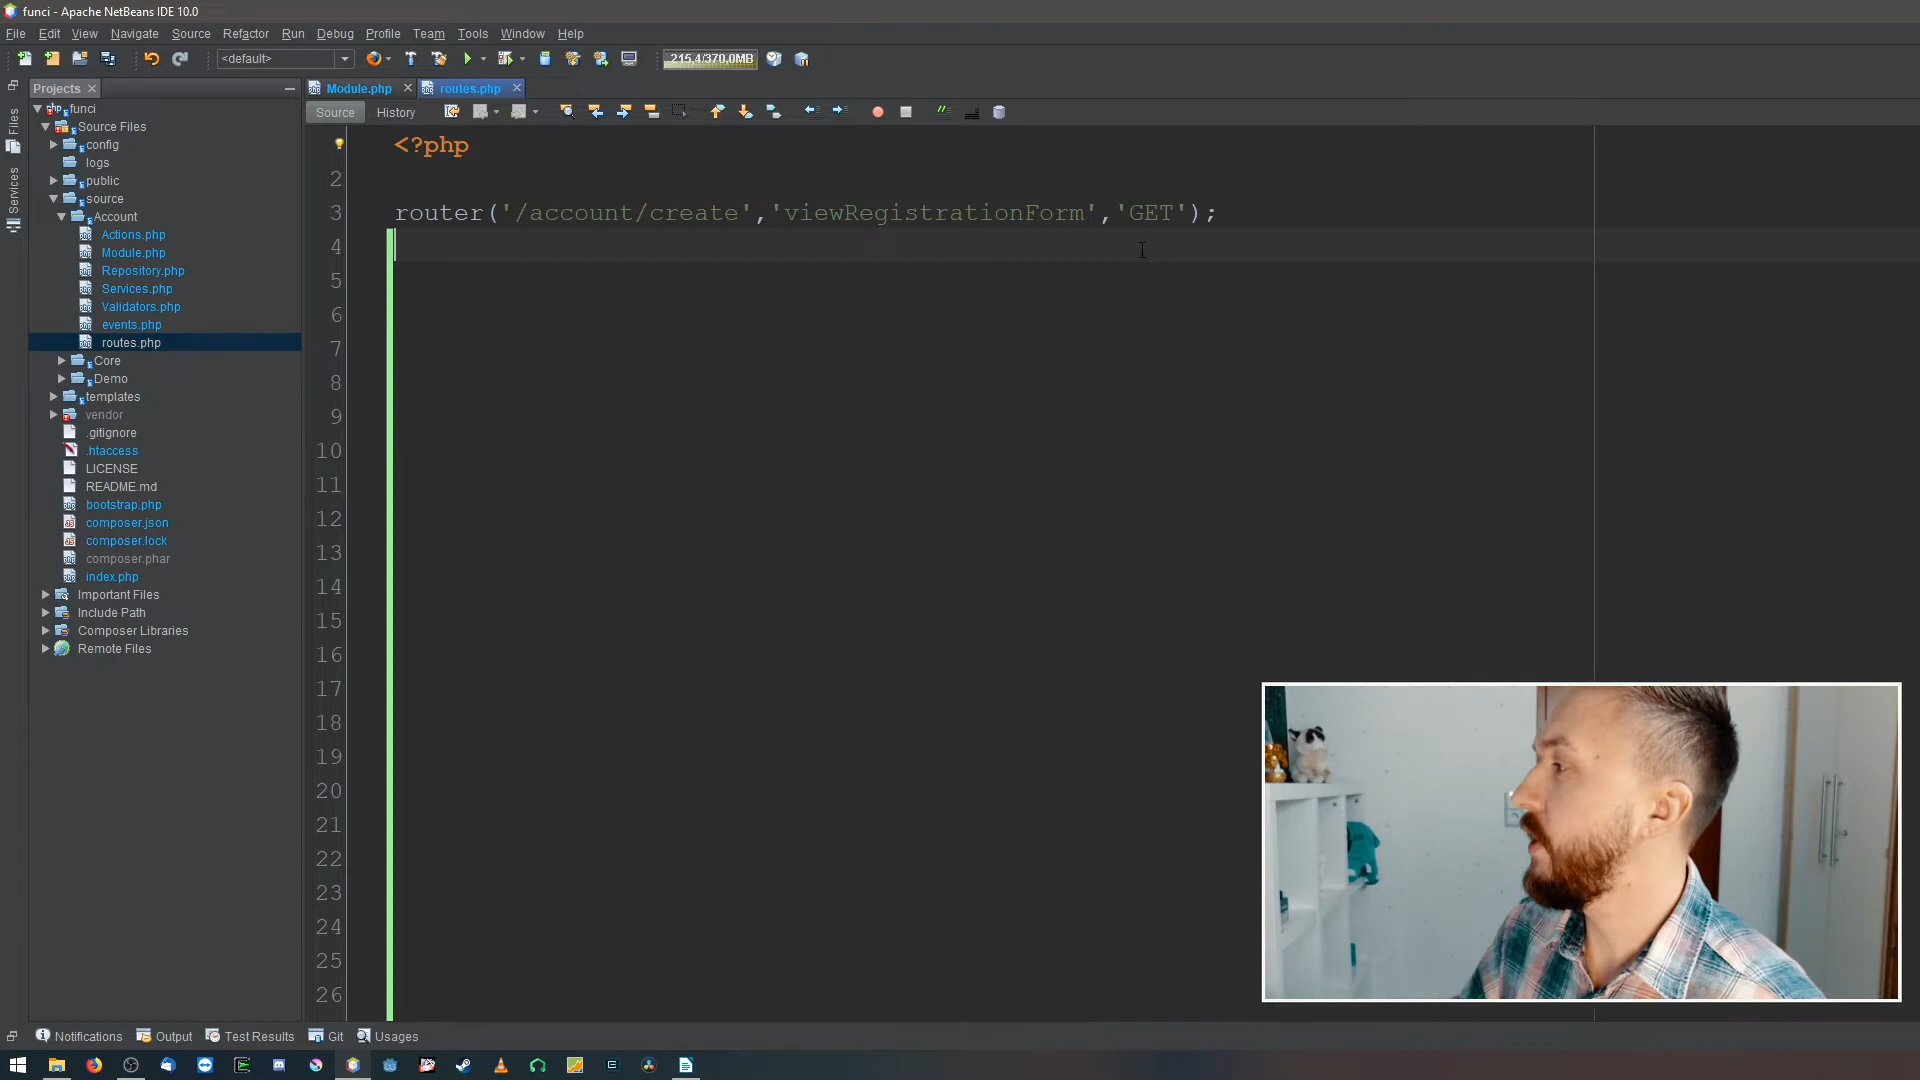 funci - Apache NetBeans IDE 10.0
File Edit View Navigate Source Refactor Run Debug Profile Team Tools Window Help
<default>
215,4/370,0MB
Projects
Module.php
routes.php
Source
History
Files
Services
funci
Source Files
config
logs
public
source
Account
Actions.php
Module.php
Repository.php
Services.php
Validators.php
events.php
routes.php
Core
Demo
templates
vendor
.gitignore
.htaccess
LICENSE
README.md
bootstrap.php
composer.json
composer.lock
composer.phar
index.php
Important Files
Include Path
Composer Libraries
Remote Files
<?php
2
3 router('/account/create','viewRegistrationForm','GET');
4
5
6
7
8
9
10
11
12
13
14
15
16
17
18
19
20
21
22
23
24
25
26
Notifications Output Test Results Git Usages